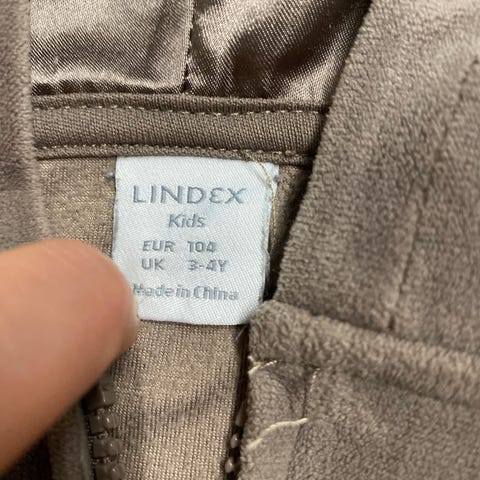 LINDEX
Kids
EUR 104
UK 3-4Y
Made in China